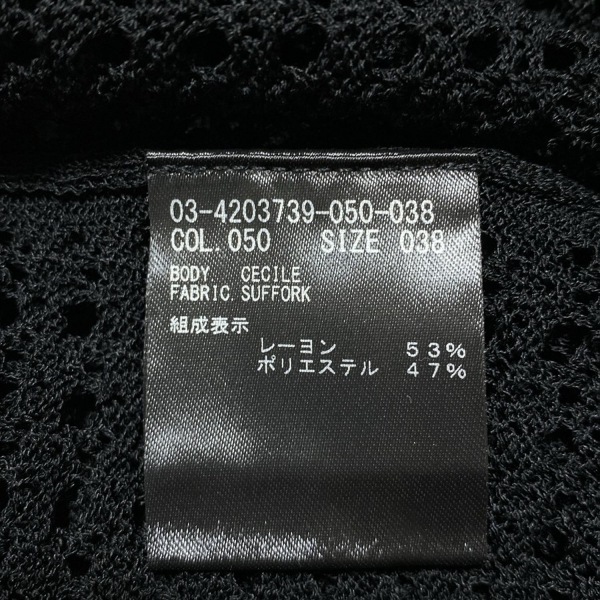 03-4203739-050-038
COL.050 SIZE 038
BODY. CECILE
FABRIC.SUFFORK
組成表示
レーヨン 53%
ポリエステル 47%